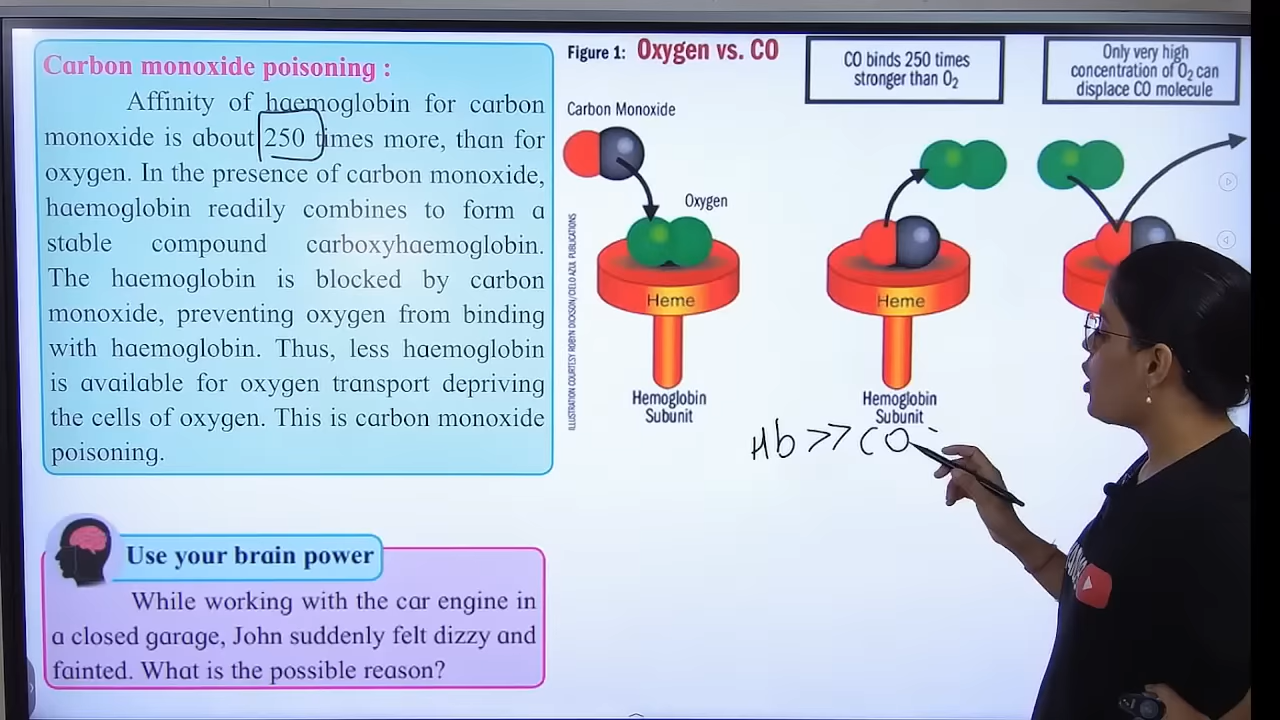 Carbon monoxide poisoning :
Affinity of haemoglobin for carbon
monoxide is about 250 times more, than for
oxygen. In the presence of carbon monoxide,
haemoglobin readily combines to form a
stable compound carboxyhaemoglobin.
The haemoglobin is blocked by carbon
monoxide, preventing oxygen from binding
with haemoglobin. Thus, less haemoglobin
is available for oxygen transport depriving
the cells of oxygen. This is carbon monoxide
poisoning.
Use your brain power
While working with the car engine in
a closed garage, John suddenly felt dizzy and
fainted. What is the possible reason?
Figure 1: Oxygen vs. CO
CO binds 250 times
stronger than O2
Only very high
concentration of O2 can
displace CO molecule
Carbon Monoxide
Oxygen
ILLUSTRATION COURTESY ROBYN DICKSON/CIELO AZUL PUBLICATIONS
Heme
Heme
Hemoglobin
Subunit
Hemoglobin
Subunit
Hb >> CO